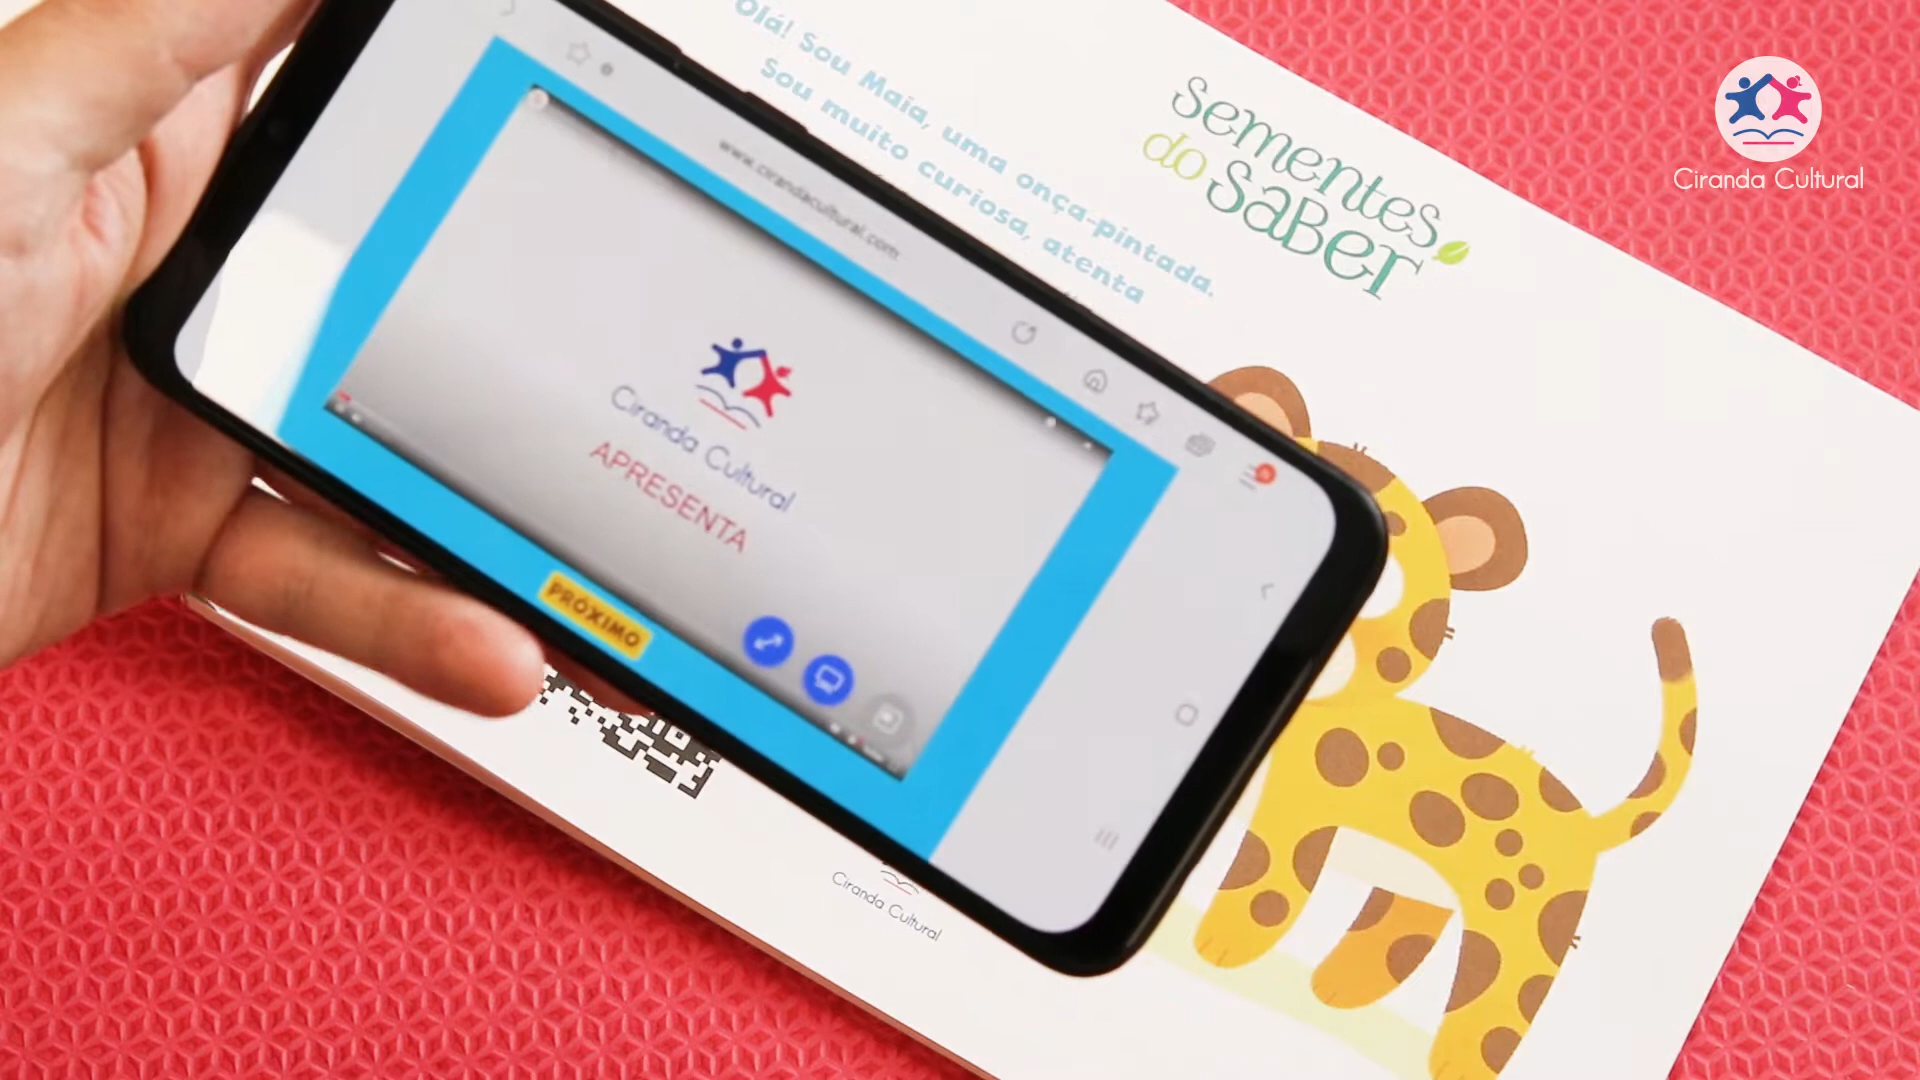 Olá! Sou Maia, uma onça-pintada.
Sou muito curiosa, atenta
sementes
do saber
Ciranda Cultural
www.cirandacultural.com
Ciranda Cultural
APRESENTA
PRÓXIMO
Ciranda Cultural